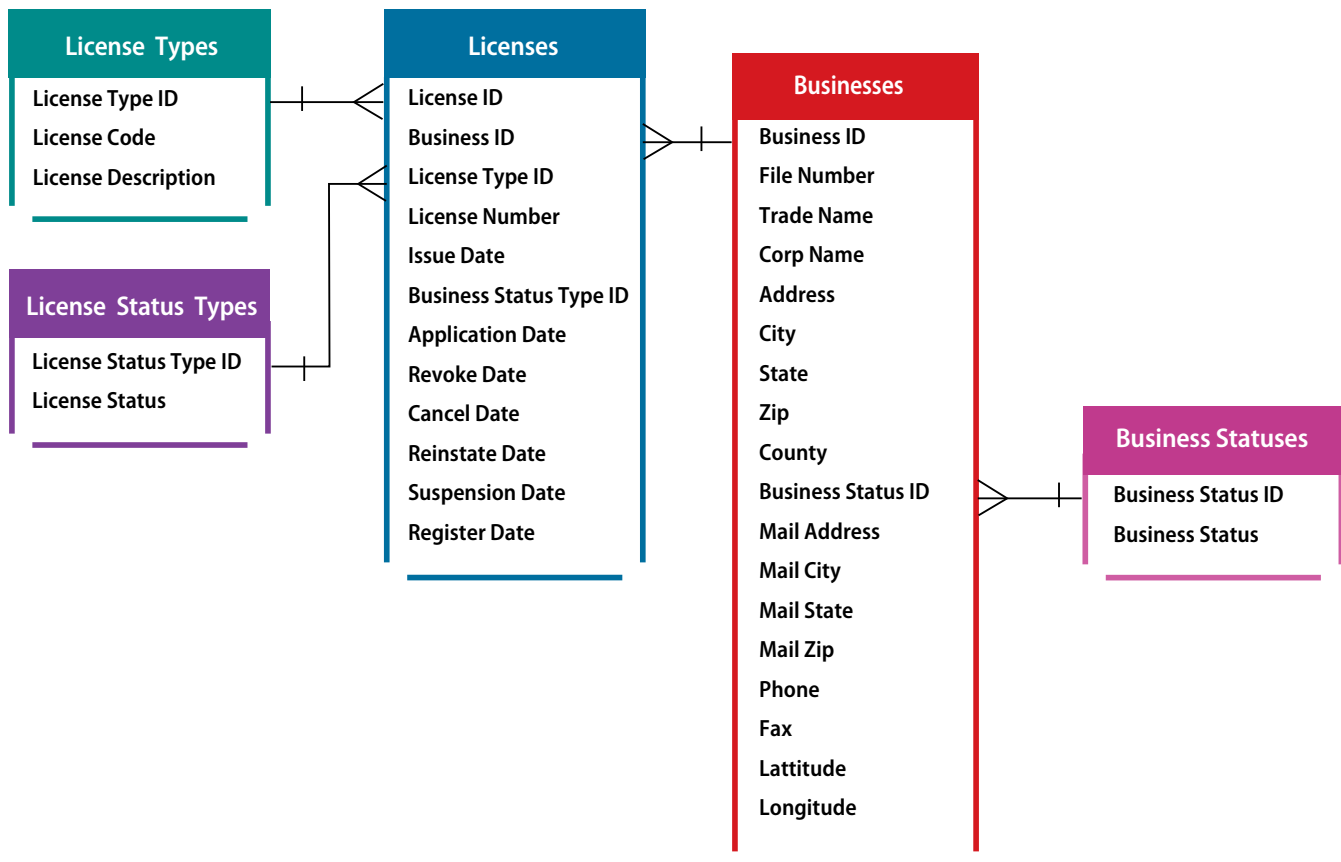 License Types
License Type ID
License Code
License Description
License Status Types
License Status Type ID
License Status
Licenses
License ID
Business ID
License Type ID
License Number
Issue Date
Business Status Type ID
Application Date
Revoke Date
Cancel Date
Reinstate Date
Suspension Date
Register Date
Businesses
Business ID
File Number
Trade Name
Corp Name
Address
City
State
Zip
County
Business Status ID
Mail Address
Mail City
Mail State
Mail Zip
Phone
Fax
Lattitude
Longitude
Business Statuses
Business Status ID
Business Status